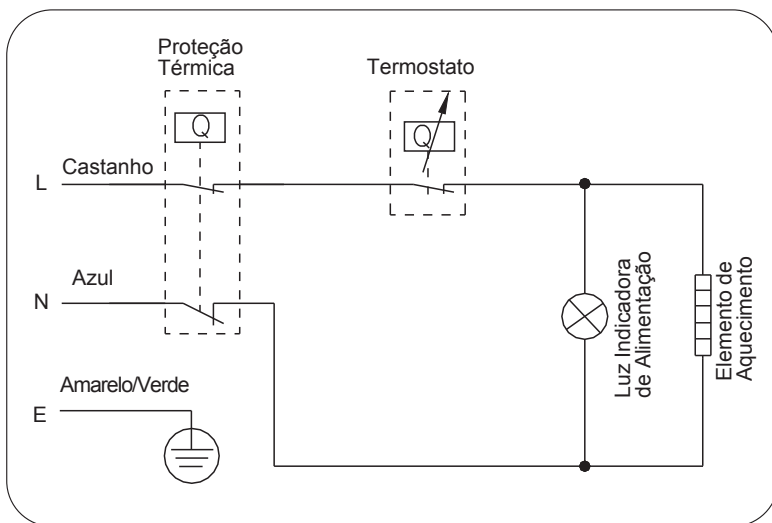 Proteção
Térmica
Termostato
Q
Q
Castanho
L
Azul
N
Amarelo/Verde
E
Luz Indicadora
de Alimentação
Elemento de
Aquecimento